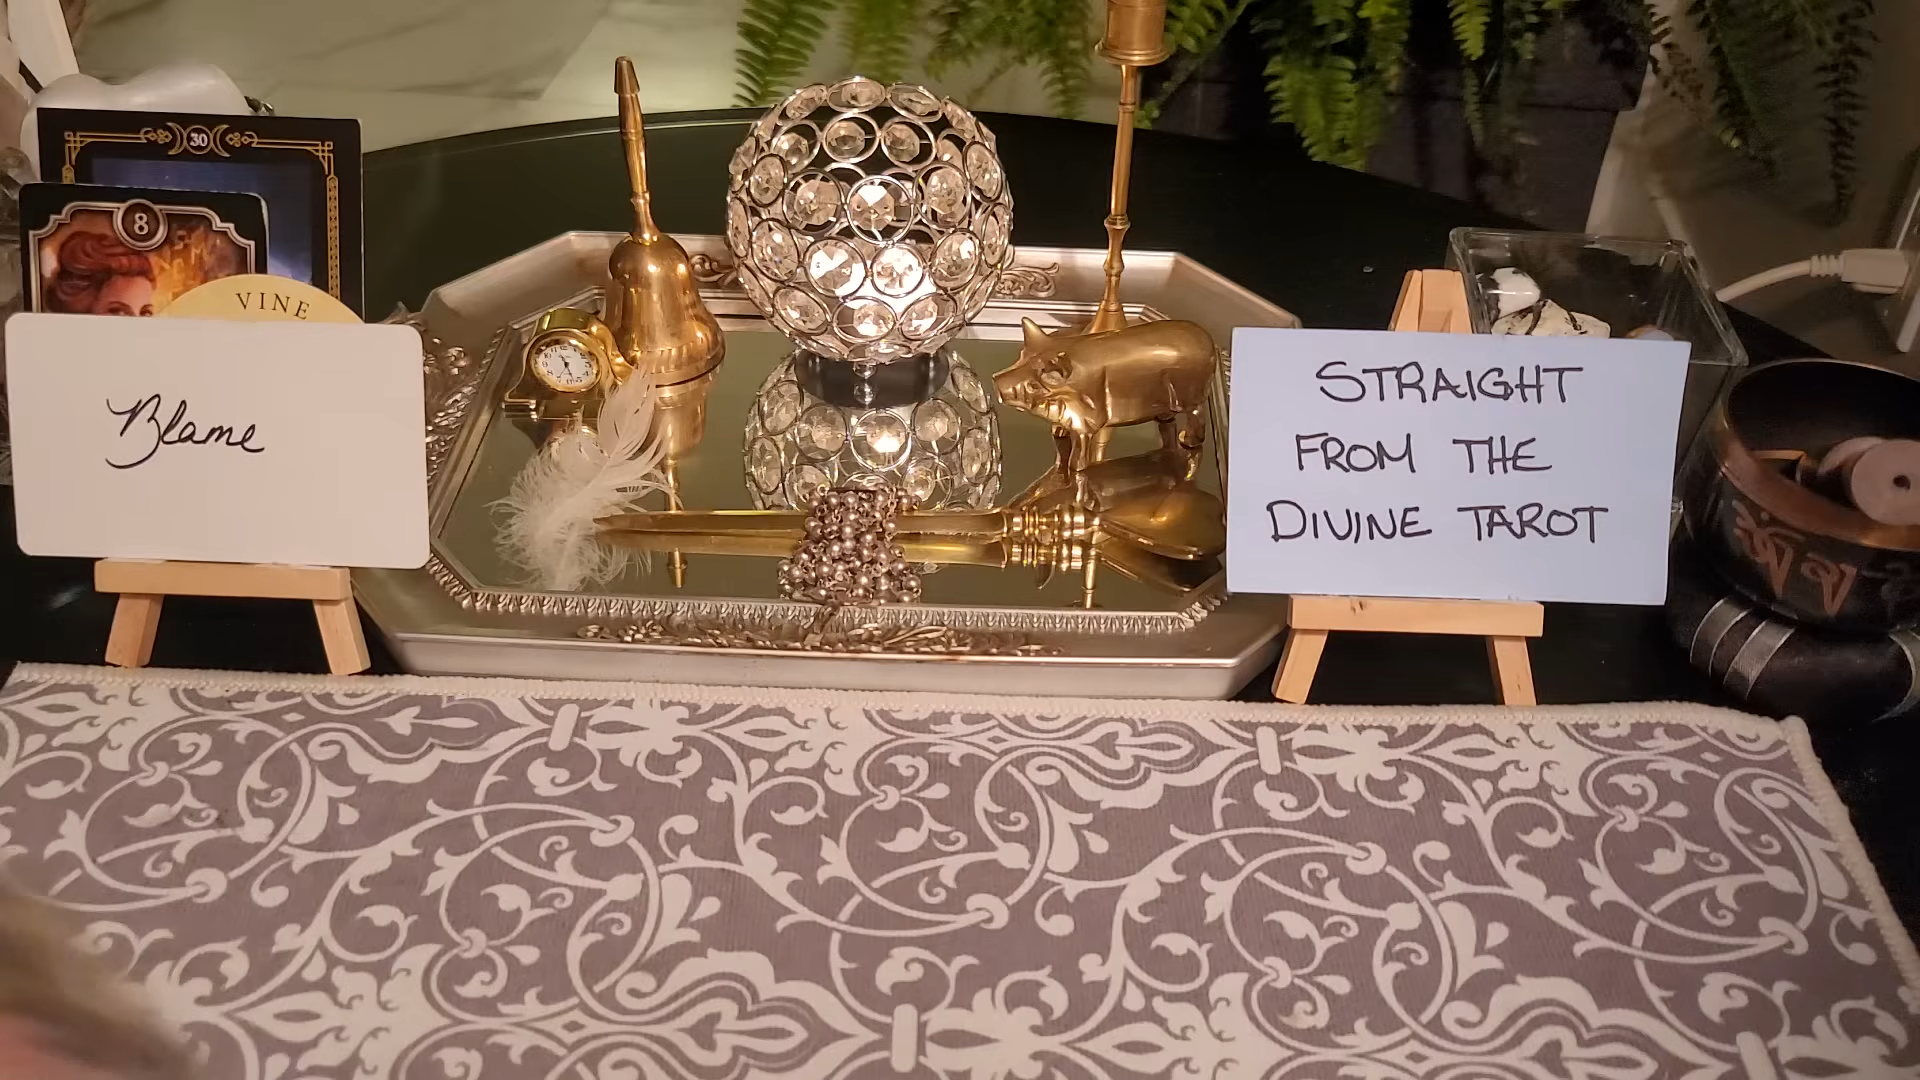 30
8
VINE
Blame
STRAIGHT
FROM THE
DIVINE TAROT